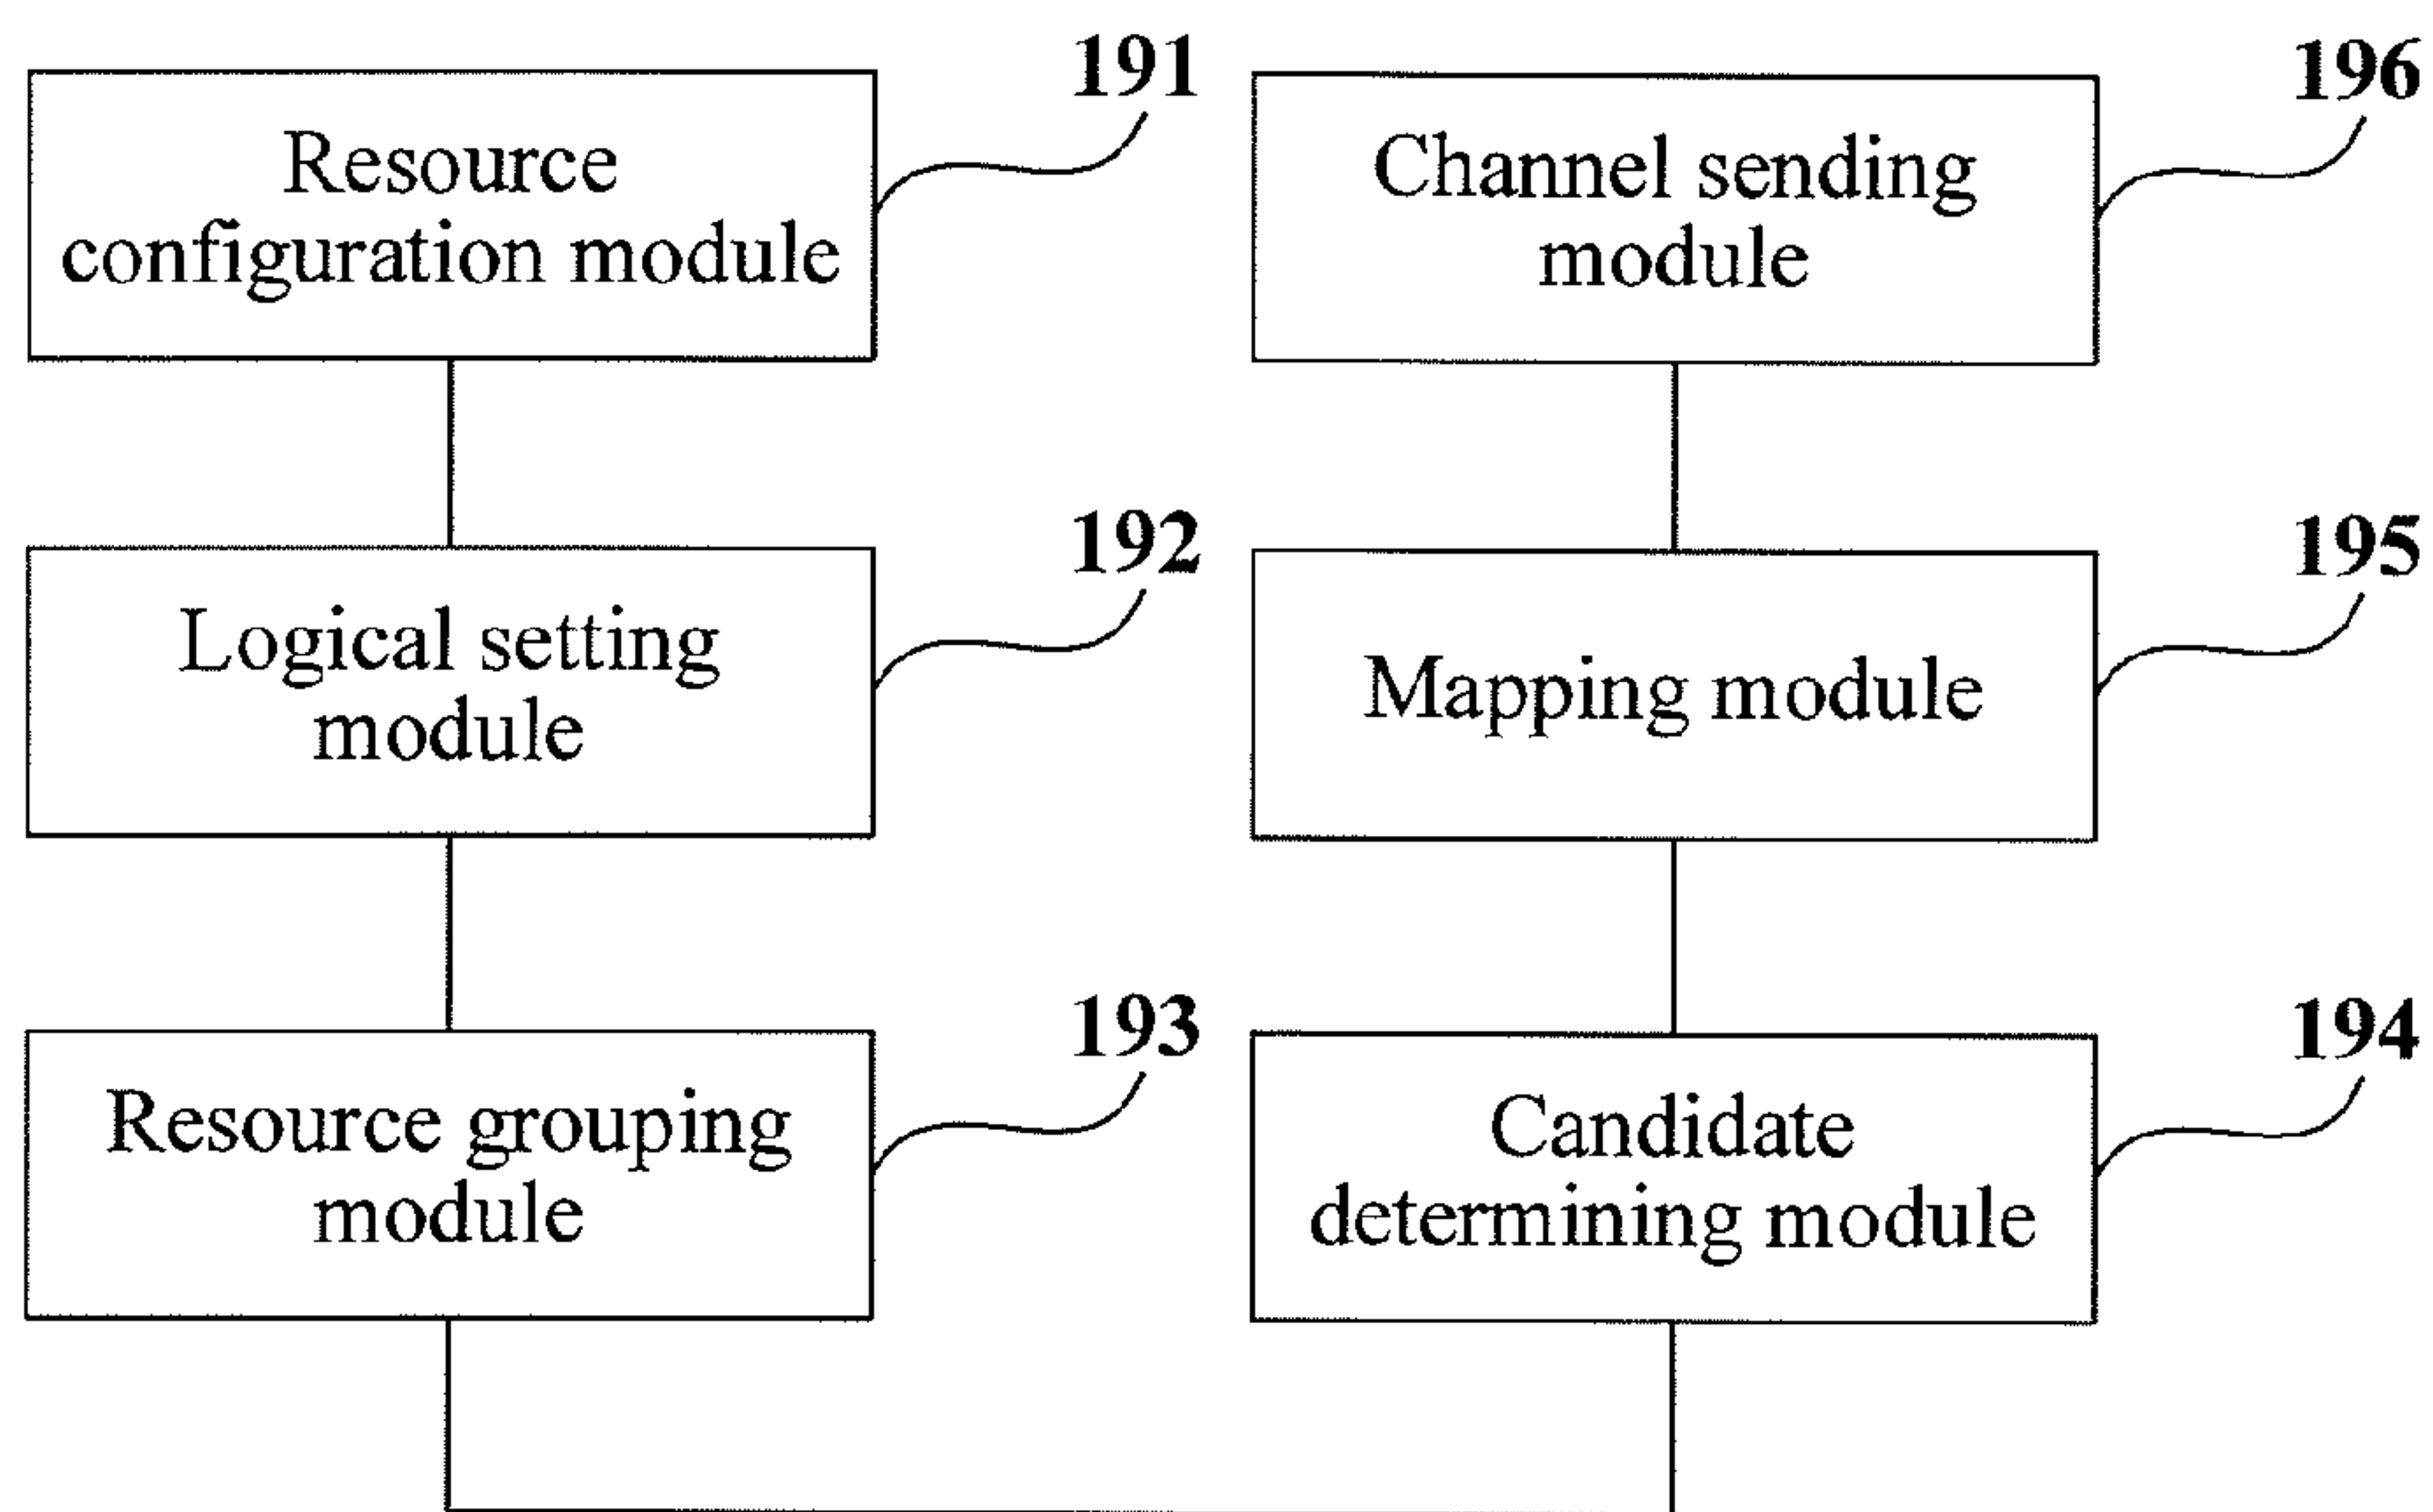 191
Resource
configuration module
192
Logical setting
module
193
Resource grouping
module
196
Channel sending
module
195
Mapping module
194
Candidate
determining module